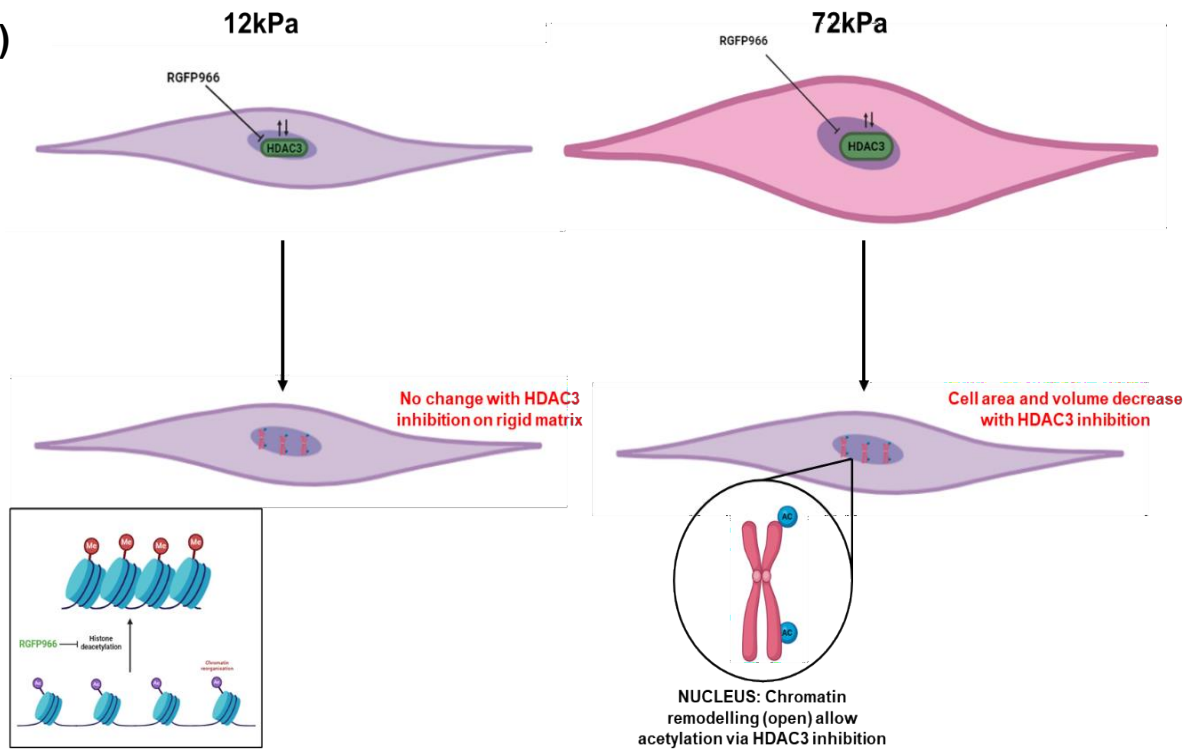 )
12kPa
72kPa
RGFP966
RGFP966
HDAC3
HDAC3
No change with HDAC3
inhibition on rigid matrix
Cell area and volume decrease
with HDAC3 inhibition
Me
Me
Me
Me
RGFP966
Histone
deacetylation
Chromatin
reorganization
Ac
Ac
Ac
Ac
AC
AC
NUCLEUS: Chromatin
remodelling (open) allow
acetylation via HDAC3 inhibition